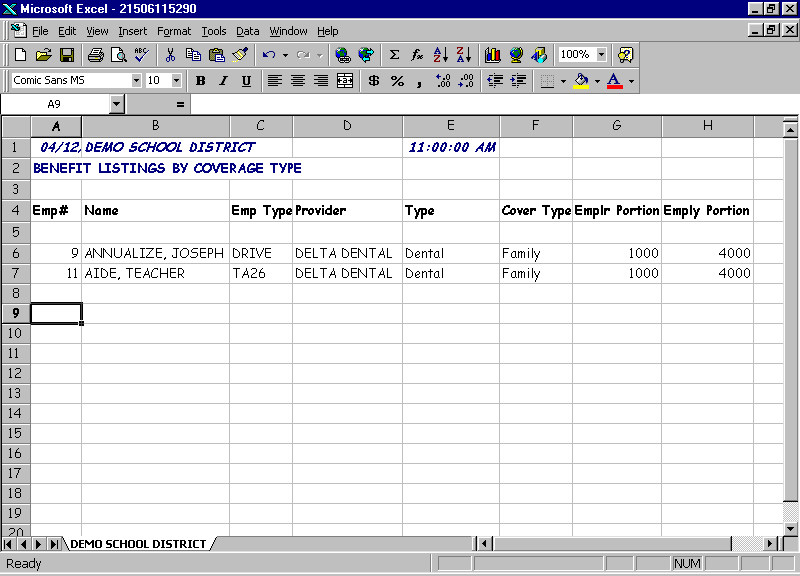 Microsoft Excel - 21506115290
File Edit View Insert Format Tools Data Window Help
100%
Comic Sans MS 10 B I U $ % ,
A9 =
A B C D E F G H
1 04/12, DEMO SCHOOL DISTRICT 11:00:00 AM
2 BENEFIT LISTINGS BY COVERAGE TYPE
3
4 Emp# Name Emp Type Provider Type Cover Type Emplr Portion Emply Portion
5
6 9 ANNUALIZE, JOSEPH DRIVE DELTA DENTAL Dental Family 1000 4000
7 11 AIDE, TEACHER TA26 DELTA DENTAL Dental Family 1000 4000
8
9
10
11
12
13
14
15
16
17
18
19
20
DEMO SCHOOL DISTRICT
Ready NUM